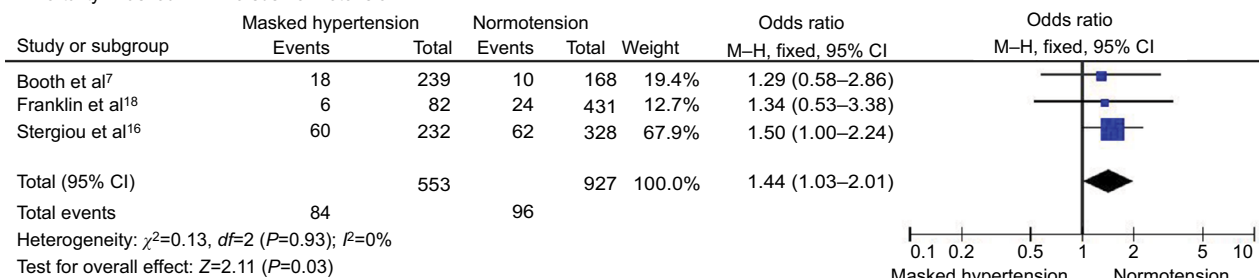 Masked hypertension Normotension Odds ratio Odds ratio
Study or subgroup Events Total Events Total Weight M–H, fixed, 95% CI M–H, fixed, 95% CI
Booth et al⁷ 18 239 10 168 19.4% 1.29 (0.58–2.86)
Franklin et al¹⁸ 6 82 24 431 12.7% 1.34 (0.53–3.38)
Stergiou et al¹⁶ 60 232 62 328 67.9% 1.50 (1.00–2.24)
Total (95% CI) 553 927 100.0% 1.44 (1.03–2.01)
Total events 84 96
Heterogeneity: χ²=0.13, df=2 (P=0.93); I²=0%
Test for overall effect: Z=2.11 (P=0.03)
0.1 0.2 0.5 1 2 5 10
Masked hypertension Normotension